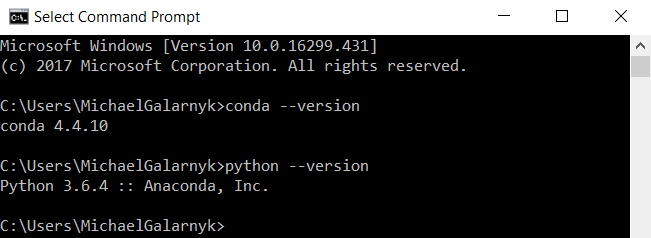 Select Command Prompt
Microsoft Windows [Version 10.0.16299.431]
(c) 2017 Microsoft Corporation. All rights reserved.
C:\Users\MichaelGalarnyk>conda --version
conda 4.4.10
C:\Users\MichaelGalarnyk>python --version
Python 3.6.4 :: Anaconda, Inc.
C:\Users\MichaelGalarnyk>